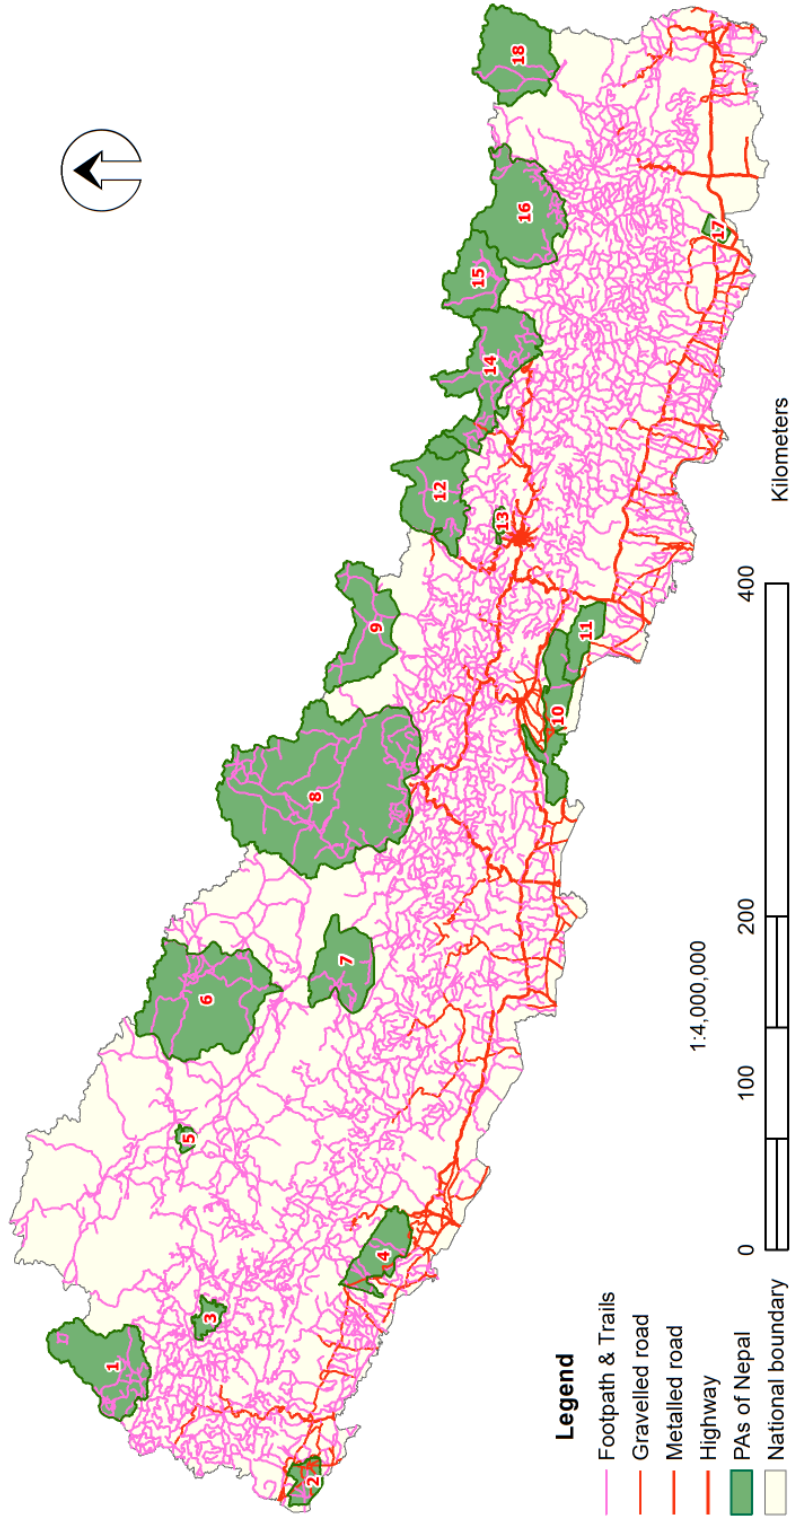 1
2
3
4
5
6
7
8
9
10
11
12
13
14
15
16
17
18
Legend
Footpath & Trails
Gravelled road
Metalled road
Highway
PAs of Nepal
National boundary
1:4,000,000
0 100 200 400
Kilometers